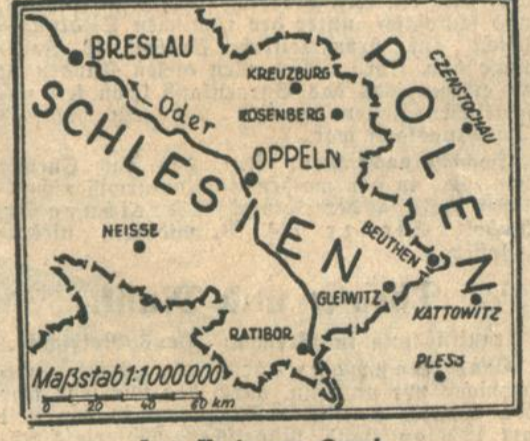 BRESLAU
POLEN
CZENSTOCHAU
KREUZBURG
ROSENBERG
Oder
SCHLESIEN
OPPELN
NEISSE
BEUTHEN
GLEIWITZ
KATTOWITZ
RATIBOR
PLESS
Maßstab 1:1000000
0 20 40 60 km